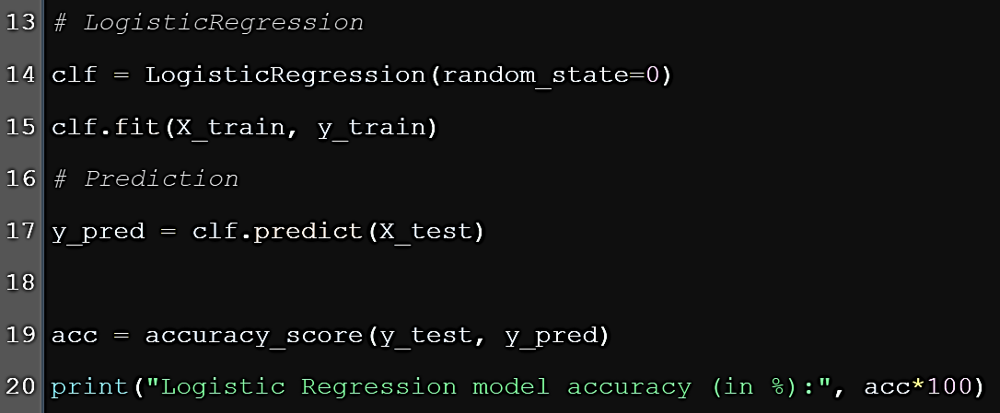 13 # LogisticRegression
14 clf = LogisticRegression(random_state=0)
15 clf.fit(X_train, y_train)
16 # Prediction
17 y_pred = clf.predict(X_test)
18
19 acc = accuracy_score(y_test, y_pred)
20 print("Logistic Regression model accuracy (in %):", acc*100)